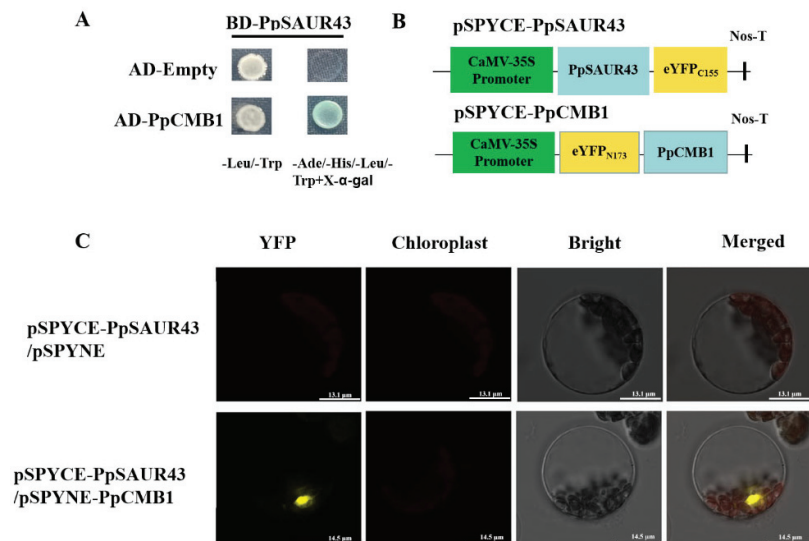 A
BD-PpSAUR43
AD-Empty
AD-PpCMB1
-Leu/-Trp
-Ade/-His/-Leu/-
Trp+X-α-gal
B
pSPYCE-PpSAUR43
Nos-T
CaMV-35S
Promoter
PpSAUR43
eYFPC155
pSPYCE-PpCMB1
Nos-T
CaMV-35S
Promoter
eYFPN173
PpCMB1
C
YFP
Chloroplast
Bright
Merged
pSPYCE-PpSAUR43
/pSPYNE
13.1 μm
13.1 μm
13.1 μm
13.1 μm
pSPYCE-PpSAUR43
/pSPYNE-PpCMB1
14.5 μm
14.5 μm
14.5 μm
14.5 μm